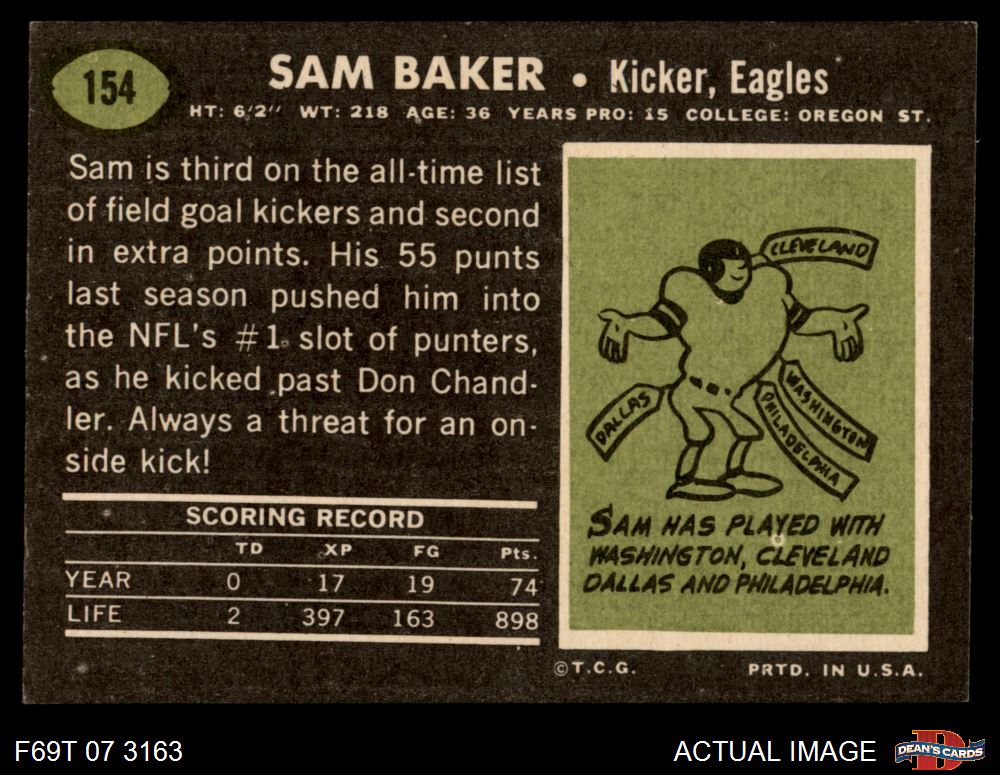 154
SAM BAKER • Kicker, Eagles
HT: 6'2" WT: 218 AGE: 36 YEARS PRO: 15 COLLEGE: OREGON ST.
Sam is third on the all-time list
of field goal kickers and second
in extra points. His 55 punts
last season pushed him into
the NFL's #1 slot of punters,
as he kicked past Don Chand-
ler. Always a threat for an on-
side kick!
SCORING RECORD
TD XP FG Pts.
YEAR 0 17 19 74
LIFE 2 397 163 898
CLEVELAND
DALLAS
WASHINGTON
PHILADELPHIA
SAM HAS PLAYED WITH
WASHINGTON, CLEVELAND
DALLAS AND PHILADELPHIA.
©T.C.G. PRTD. IN U.S.A.
F69T 07 3163
ACTUAL IMAGE
D
DEAN'S CARDS